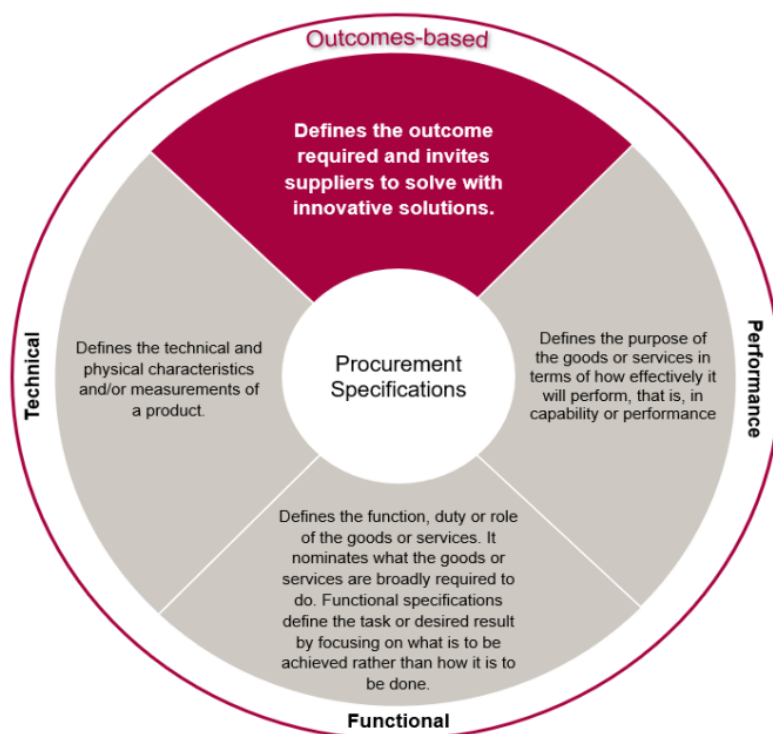 Outcomes-based
Defines the outcome
required and invites
suppliers to solve with
innovative solutions.
Technical
Defines the technical and
physical characteristics
and/or measurements of
a product.
Procurement
Specifications
Defines the purpose of
the goods or services in
terms of how effectively it
will perform, that is, in
capability or performance
Performance
Defines the function, duty or role
of the goods or services. It
nominates what the goods or
services are broadly required to
do. Functional specifications
define the task or desired result
by focusing on what is to be
achieved rather than how it is to
be done.
Functional